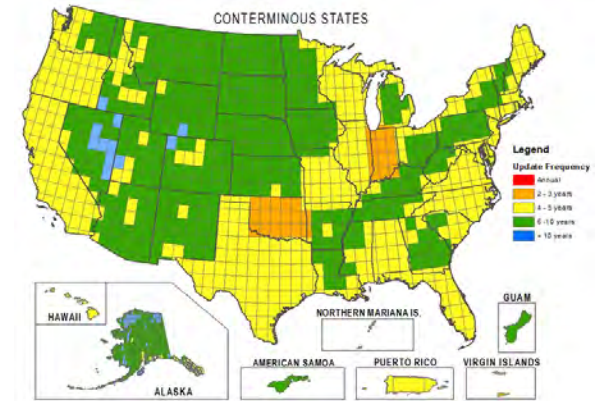 CONTERMINOUS STATES
Legend
Update Frequency
Annual
2 - 3 years
4 - 5 years
6 -10 years
> 10 years
HAWAII
ALASKA
NORTHERN MARIANA IS.
GUAM
AMERICAN SAMOA
PUERTO RICO
VIRGIN ISLANDS